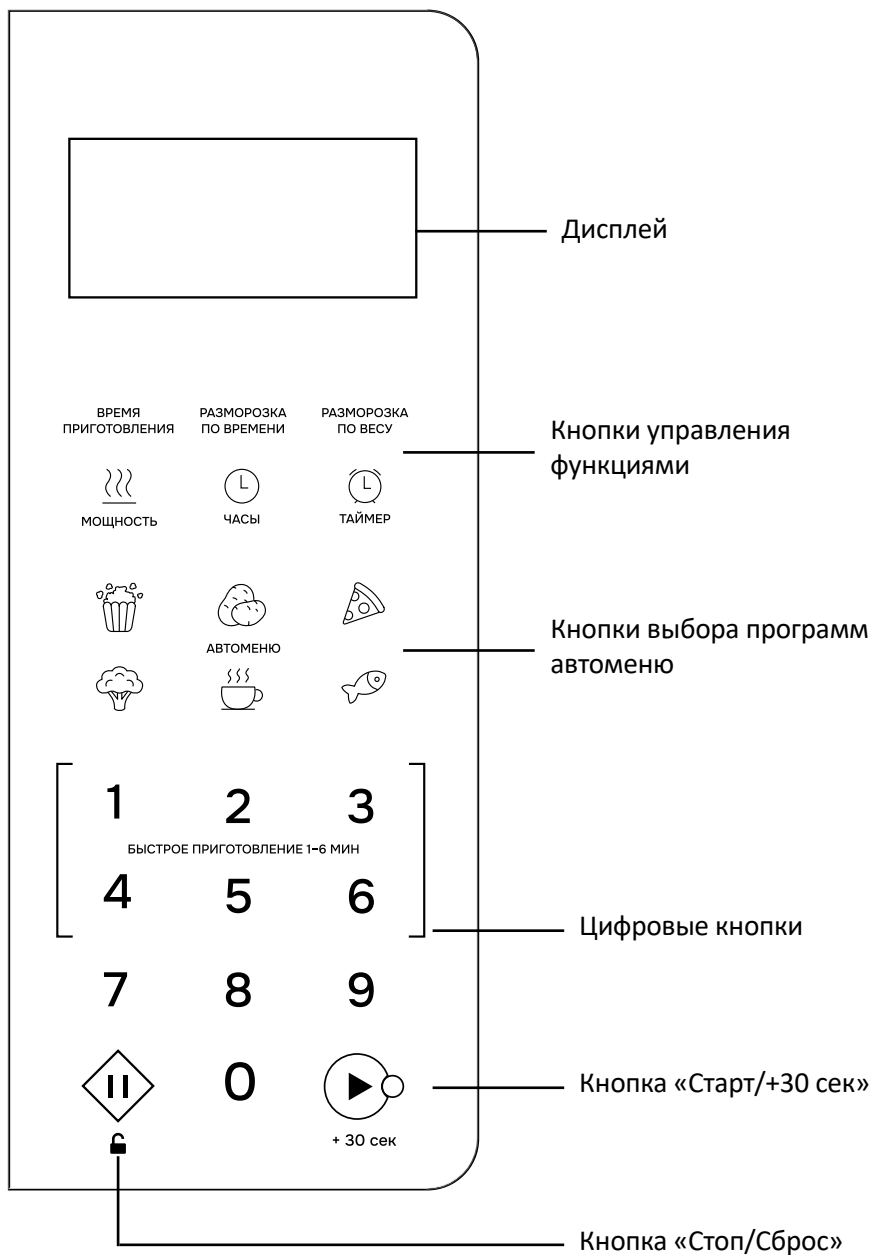 Дисплей
ВРЕМЯ
ПРИГОТОВЛЕНИЯ
РАЗМОРОЗКА
ПО ВРЕМЕНИ
РАЗМОРОЗКА
ПО ВЕСУ
Кнопки управления
функциями
МОЩНОСТЬ
ЧАСЫ
ТАЙМЕР
Кнопки выбора программ
автоменю
АВТОМЕНЮ
1 2 3
БЫСТРОЕ ПРИГОТОВЛЕНИЕ 1-6 МИН
4 5 6
Цифровые кнопки
7 8 9
0
Кнопка «Старт/+30 сек»
+ 30 сек
Кнопка «Стоп/Сброс»